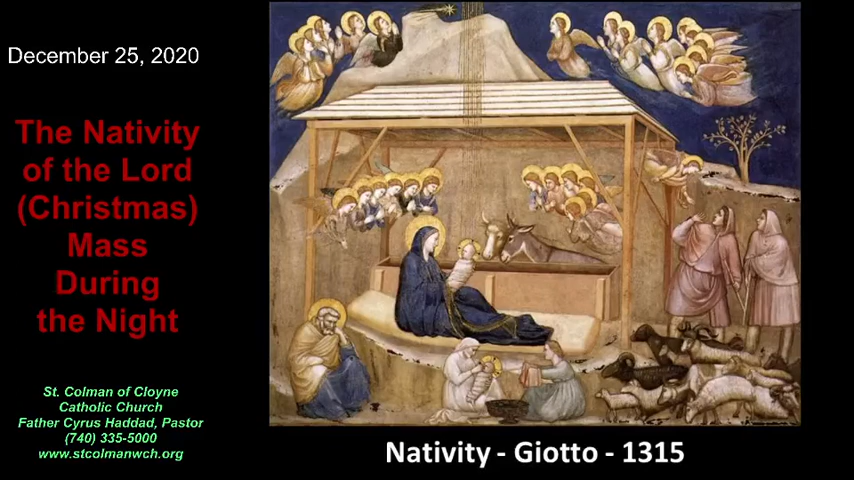 December 25, 2020
The Nativity
of the Lord
(Christmas)
Mass
During
the Night
St. Colman of Cloyne
Catholic Church
Father Cyrus Haddad, Pastor
(740) 335-5000
www.stcolmanwch.org
Nativity - Giotto - 1315